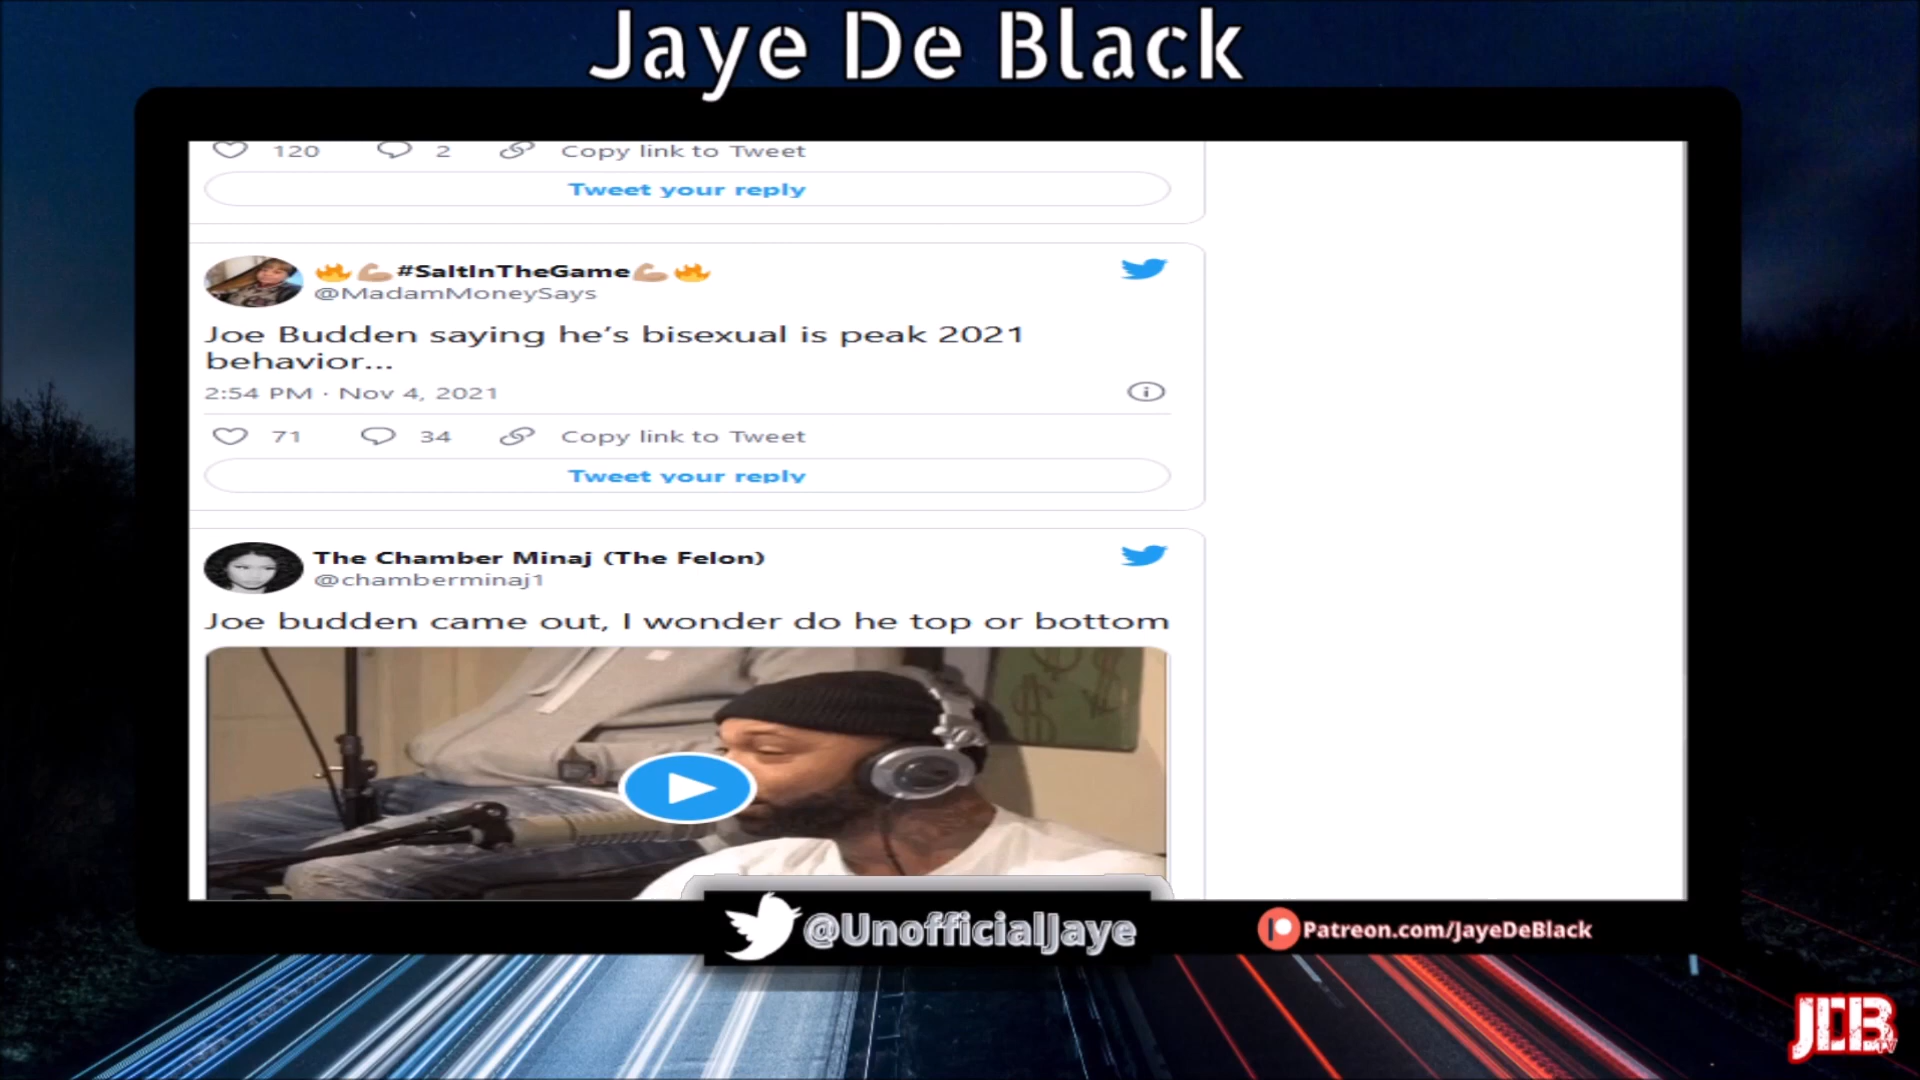 Jaye De Black
120 2 Copy link to Tweet
Tweet your reply
🔥💪#SaltInTheGame💪🔥
@MadamMoneySays
Joe Budden saying he's bisexual is peak 2021
behavior...
2:54 PM · Nov 4, 2021
71 34 Copy link to Tweet
Tweet your reply
The Chamber Minaj (The Felon)
@chamberminaj1
Joe budden came out, I wonder do he top or bottom
@UnofficialJaye
Patreon.com/JayeDeBlack
JDB
TV